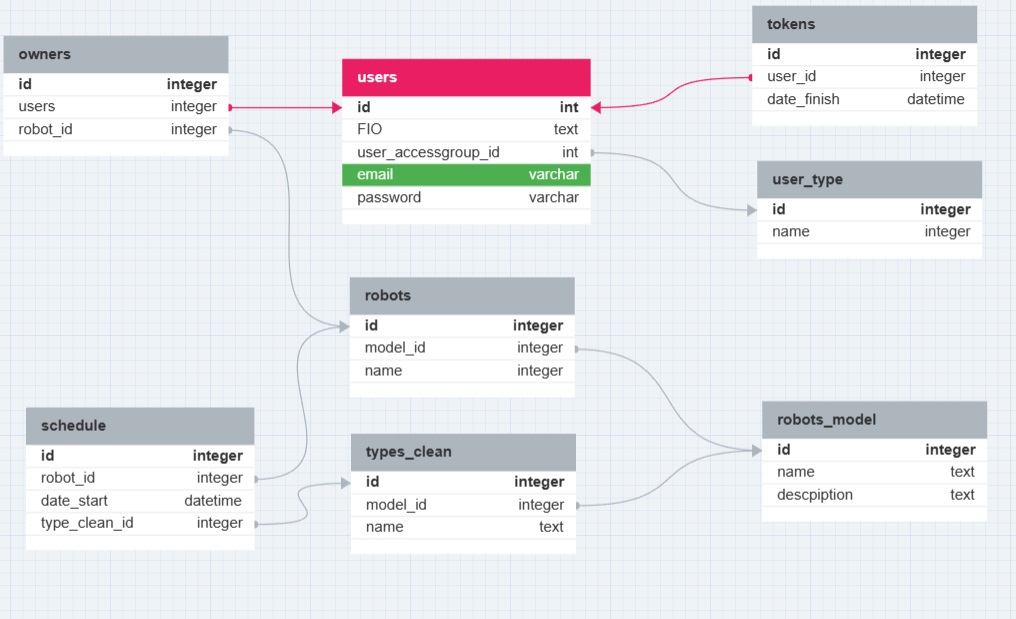 owners
id integer
users integer
robot_id integer
users
id int
FIO text
user_accessgroup_id int
email varchar
password varchar
tokens
id integer
user_id integer
date_finish datetime
user_type
id integer
name integer
robots
id integer
model_id integer
name integer
schedule
id integer
robot_id integer
date_start datetime
type_clean_id integer
types_clean
id integer
model_id integer
name text
robots_model
id integer
name text
descpiption text